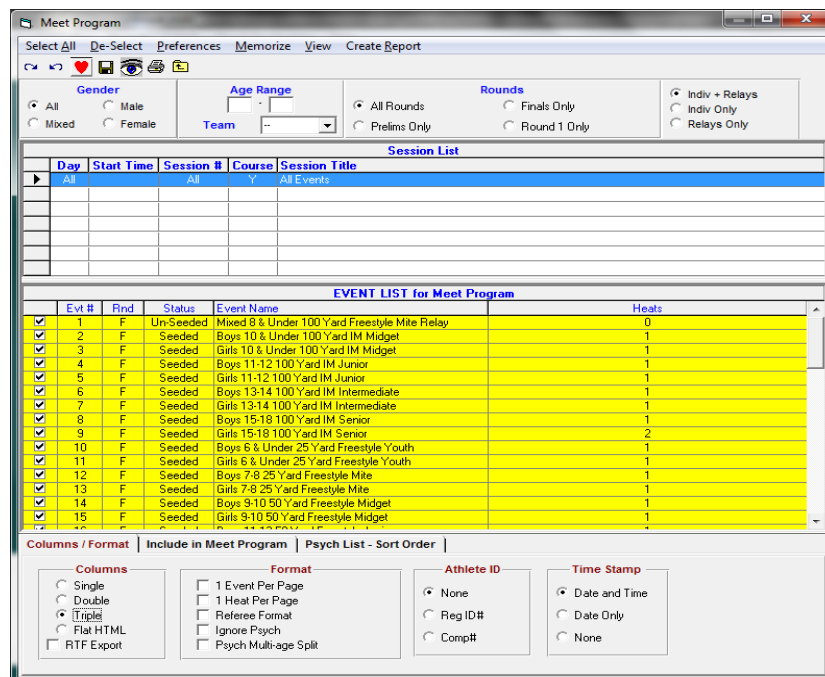 Meet Program
Select All De-Select Preferences Memorize View Create Report
Gender Age Range Rounds
All Male - All Rounds Finals Only Indiv + Relays
Mixed Female Team -- Prelims Only Round 1 Only Indiv Only
Relays Only
Session List
Day Start Time Session # Course Session Title
All All Y All Events
EVENT LIST for Meet Program
Evt # Rnd Status Event Name Heats
1 F Un-Seeded Mixed 8 & Under 100 Yard Freestyle Mite Relay 0
2 F Seeded Boys 10 & Under 100 Yard IM Midget 1
3 F Seeded Girls 10 & Under 100 Yard IM Midget 1
4 F Seeded Boys 11-12 100 Yard IM Junior 1
5 F Seeded Girls 11-12 100 Yard IM Junior 1
6 F Seeded Boys 13-14 100 Yard IM Intermediate 1
7 F Seeded Girls 13-14 100 Yard IM Intermediate 1
8 F Seeded Boys 15-18 100 Yard IM Senior 1
9 F Seeded Girls 15-18 100 Yard IM Senior 2
10 F Seeded Boys 6 & Under 25 Yard Freestyle Youth 1
11 F Seeded Girls 6 & Under 25 Yard Freestyle Youth 1
12 F Seeded Boys 7-8 25 Yard Freestyle Mite 1
13 F Seeded Girls 7-8 25 Yard Freestyle Mite 1
14 F Seeded Boys 9-10 50 Yard Freestyle Midget 1
15 F Seeded Girls 9-10 50 Yard Freestyle Midget 1
Columns / Format Include in Meet Program Psych List - Sort Order
Columns Format Athlete ID Time Stamp
Single 1 Event Per Page None Date and Time
Double 1 Heat Per Page
Triple Referee Format Reg ID# Date Only
Flat HTML Ignore Psych Comp# None
RTF Export Psych Multi-age Split